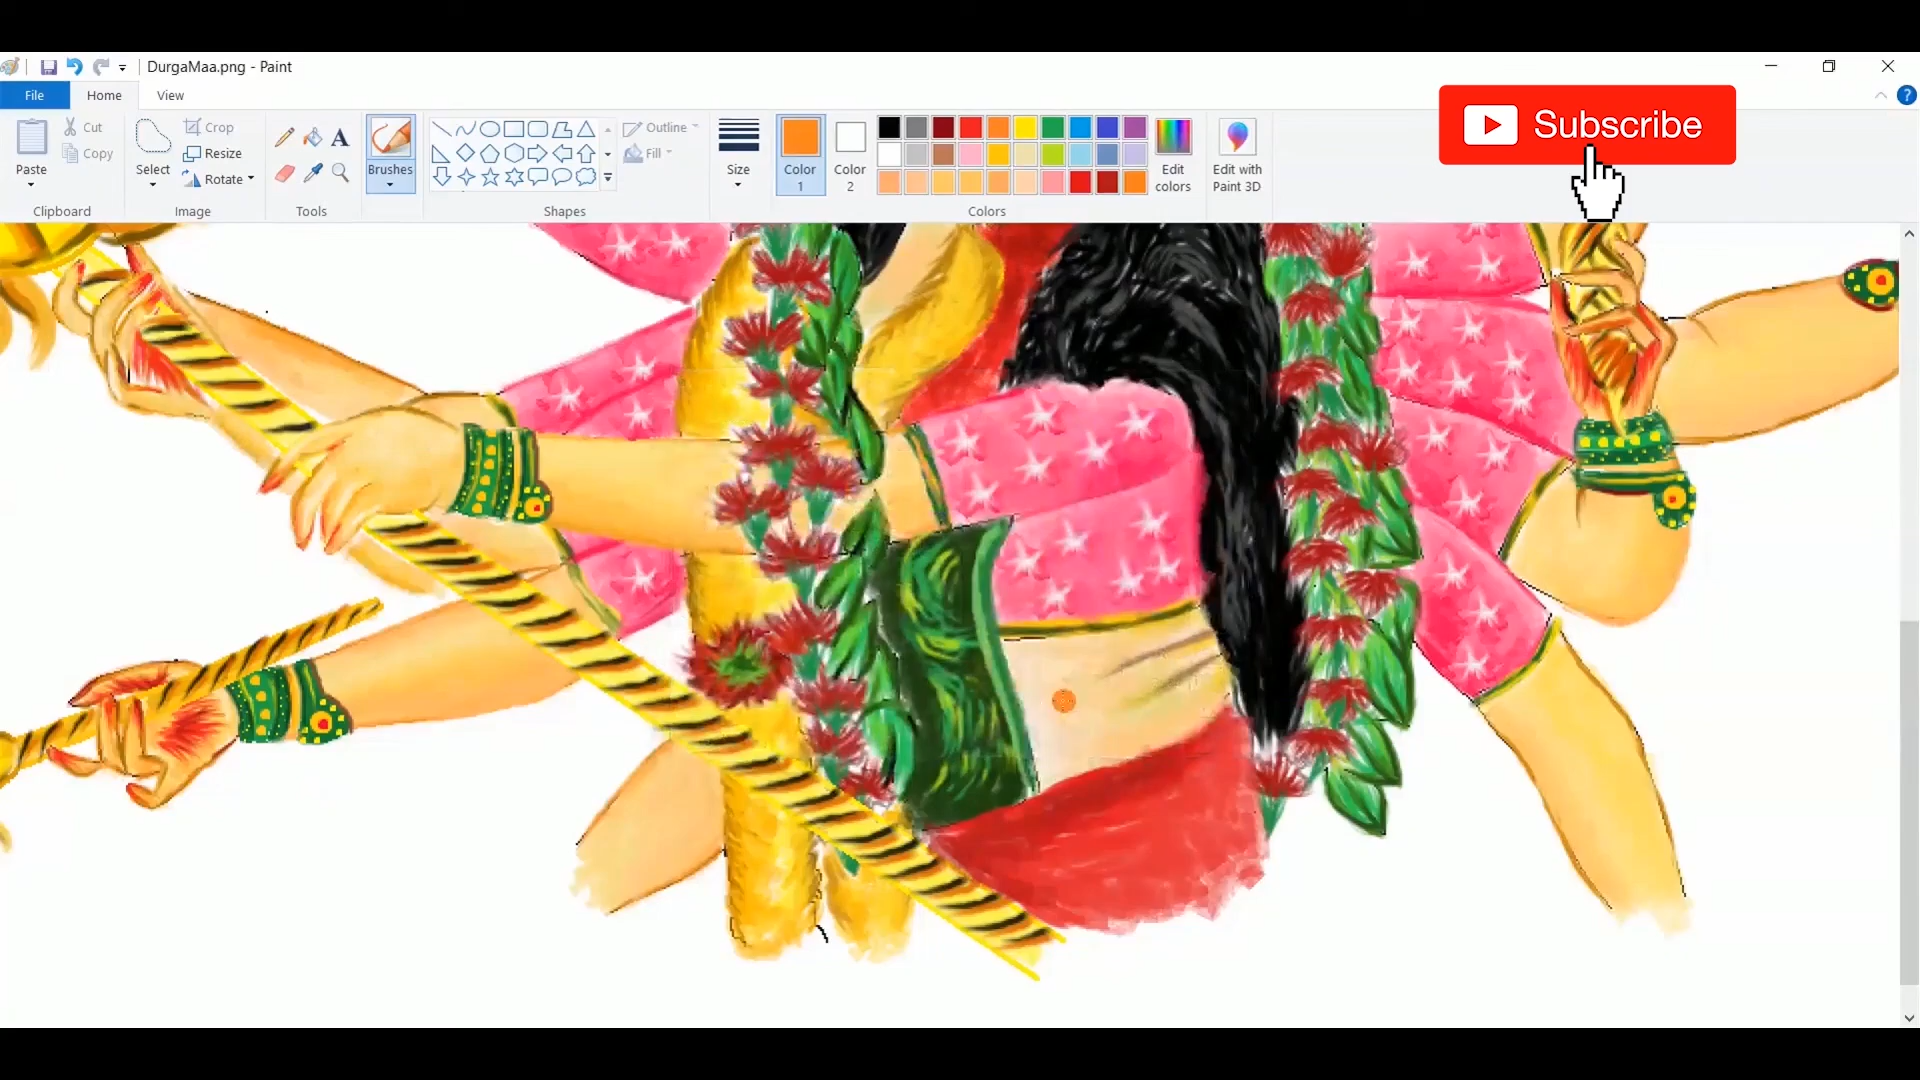 DurgaMaa.png - Paint
File Home View
Subscribe
Paste
Cut
Copy
Clipboard
Select
Crop
Resize
Rotate
Image
Tools
Brushes
Shapes
Outline
Fill
Size
Color 1
Color 2
Edit colors
Colors
Edit with Paint 3D